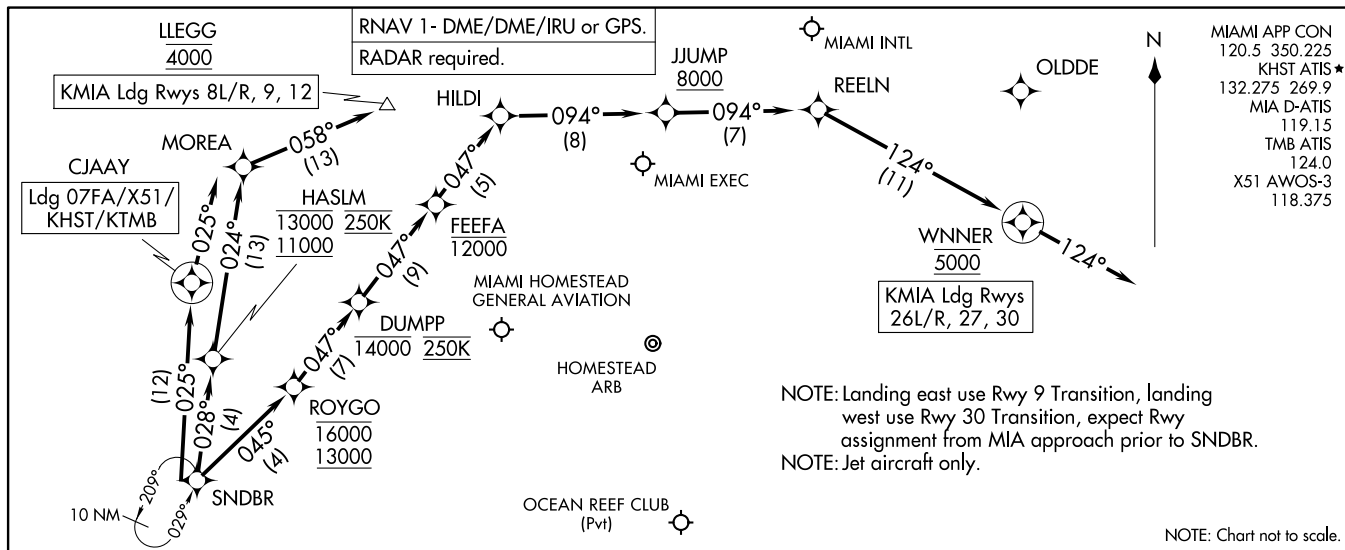 LLEGG
4000
KMIA Ldg Rwys 8L/R, 9, 12
RNAV 1- DME/DME/IRU or GPS.
RADAR required.
MIAMI INTL
JJUMP
8000
HILDI
REELN
OLDDE
N
MIAMI APP CON
120.5 350.225
KHST ATIS★
132.275 269.9
MIA D-ATIS
119.15
TMB ATIS
124.0
X51 AWOS-3
118.375
094°
(8)
094°
(7)
058°
(13)
MOREA
CJAAY
Ldg 07FA/X51/
KHST/KTMB
025°
024°
(13)
HASLM
13000 250K
11000
047°
(5)
MIAMI EXEC
124°
(11)
FEEFA
12000
047°
(9)
WNNER
5000
124°
KMIA Ldg Rwys
26L/R, 27, 30
MIAMI HOMESTEAD
GENERAL AVIATION
DUMPP
14000 250K
HOMESTEAD
ARB
047°
(7)
ROYGO
16000
13000
(12)
025°
028°
(4)
045°
(4)
NOTE: Landing east use Rwy 9 Transition, landing
west use Rwy 30 Transition, expect Rwy
assignment from MIA approach prior to SNDBR.
NOTE: Jet aircraft only.
SNDBR
209°
029°
10 NM
OCEAN REEF CLUB
(Pvt)
NOTE: Chart not to scale.